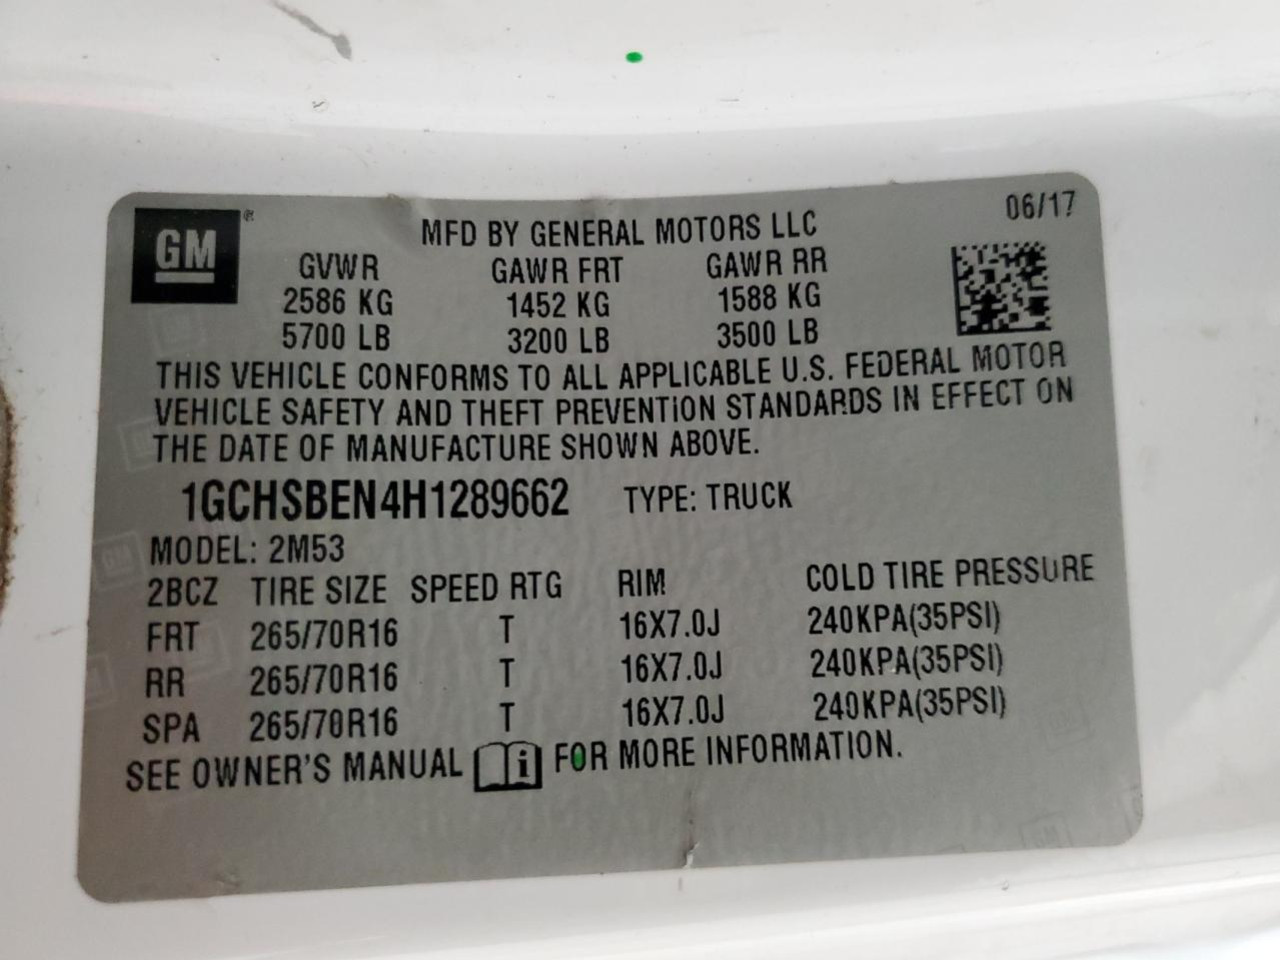 GM
MFD BY GENERAL MOTORS LLC 06/17
GVWR GAWR FRT GAWR RR
2586 KG 1452 KG 1588 KG
5700 LB 3200 LB 3500 LB
THIS VEHICLE CONFORMS TO ALL APPLICABLE U.S. FEDERAL MOTOR
VEHICLE SAFETY AND THEFT PREVENTION STANDARDS IN EFFECT ON
THE DATE OF MANUFACTURE SHOWN ABOVE.
1GCHSBEN4H1289662 TYPE: TRUCK
MODEL: 2M53
2BCZ TIRE SIZE SPEED RTG RIM COLD TIRE PRESSURE
FRT 265/70R16 T 16X7.0J 240KPA(35PSI)
RR 265/70R16 T 16X7.0J 240KPA(35PSI)
SPA 265/70R16 T 16X7.0J 240KPA(35PSI)
SEE OWNER'S MANUAL i FOR MORE INFORMATION.